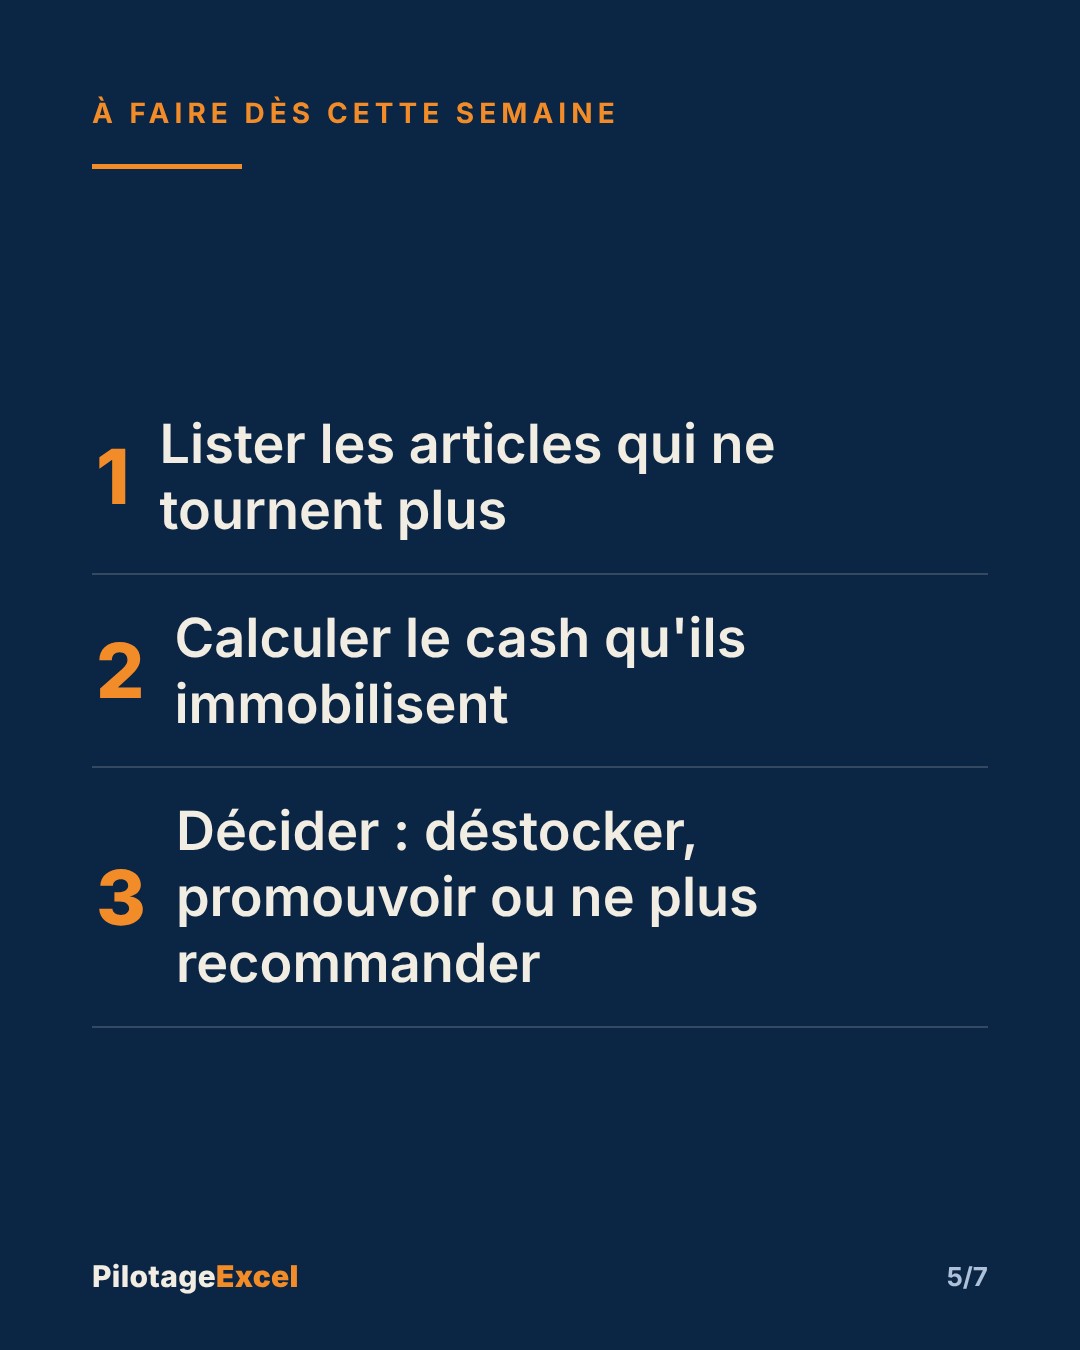 À FAIRE DÈS CETTE SEMAINE
1 Lister les articles qui ne
tournent plus
2 Calculer le cash qu'ils
immobilisent
3 Décider : déstocker,
promouvoir ou ne plus
recommander
PilotageExcel
5/7